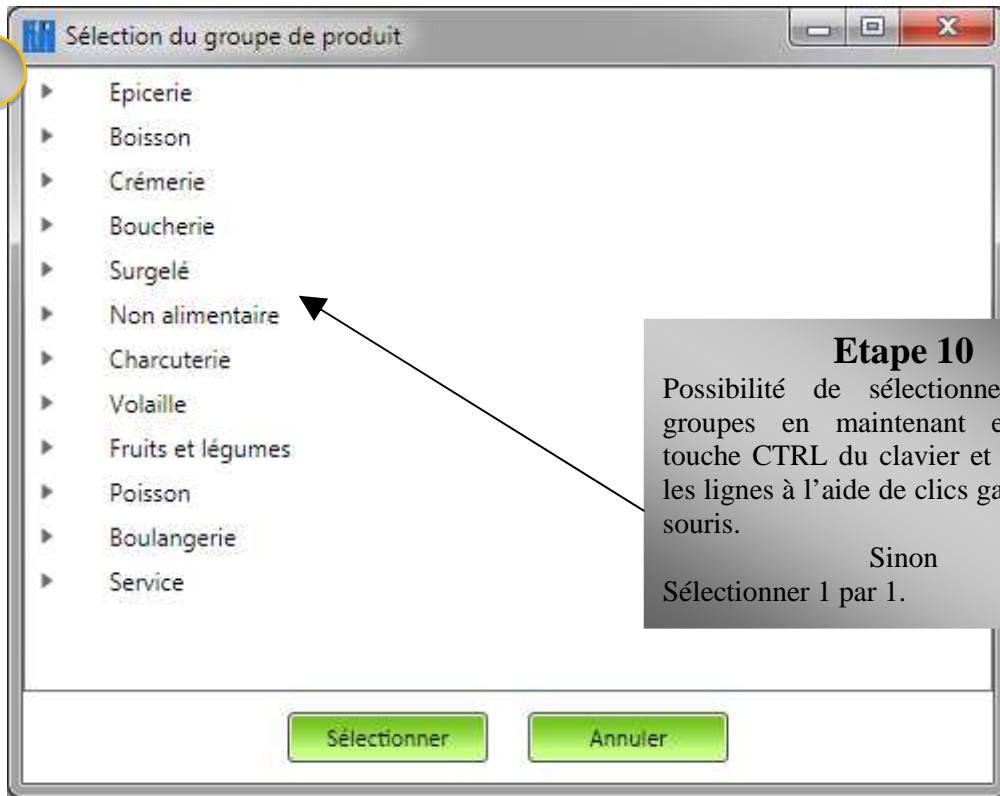 Sélection du groupe de produit
Epicerie
Boisson
Crémerie
Boucherie
Surgelé
Non alimentaire
Charcuterie
Volaille
Fruits et légumes
Poisson
Boulangerie
Service
Etape 10
Possibilité de sélectionne
groupes en maintenant e
touche CTRL du clavier et
les lignes à l’aide de clics ga
souris.
Sinon
Sélectionner 1 par 1.
Sélectionner
Annuler